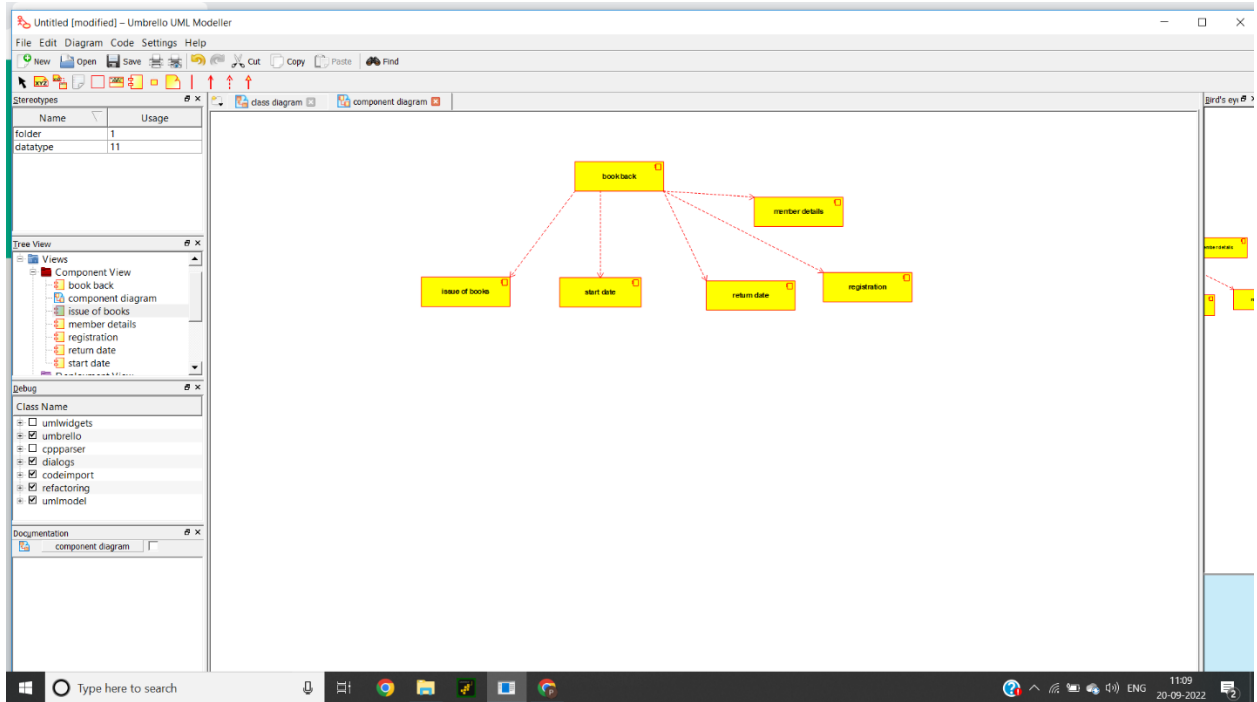 Untitled [modified] – Umbrello UML Modeller
File Edit Diagram Code Settings Help
New Open Save Cut Copy Paste Find
Stereotypes
class diagram component diagram
Bird's ey
Name Usage
folder 1
datatype 11
book back
member details
issue of books
start date
return date
registration
Tree View
Views
Component View
book back
component diagram
issue of books
member details
registration
return date
start date
Debug
Class Name
umlwidgets
umbrello
cppparser
dialogs
codeimport
refactoring
umlmodel
Documentation
component diagram
Type here to search
ENG
11:09
20-09-2022
2